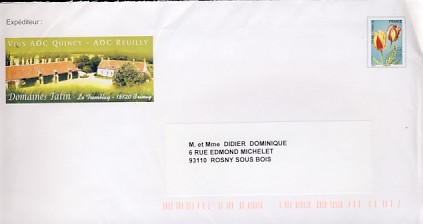 Expéditeur :
VINS AOC QUINCY - AOC REUILLY
Domaines Tatin - Le Tremblay - 18120 Brinay
FRANCE
M. et Mme DIDIER DOMINIQUE
6 RUE EDMOND MICHELET
93110 ROSNY SOUS BOIS